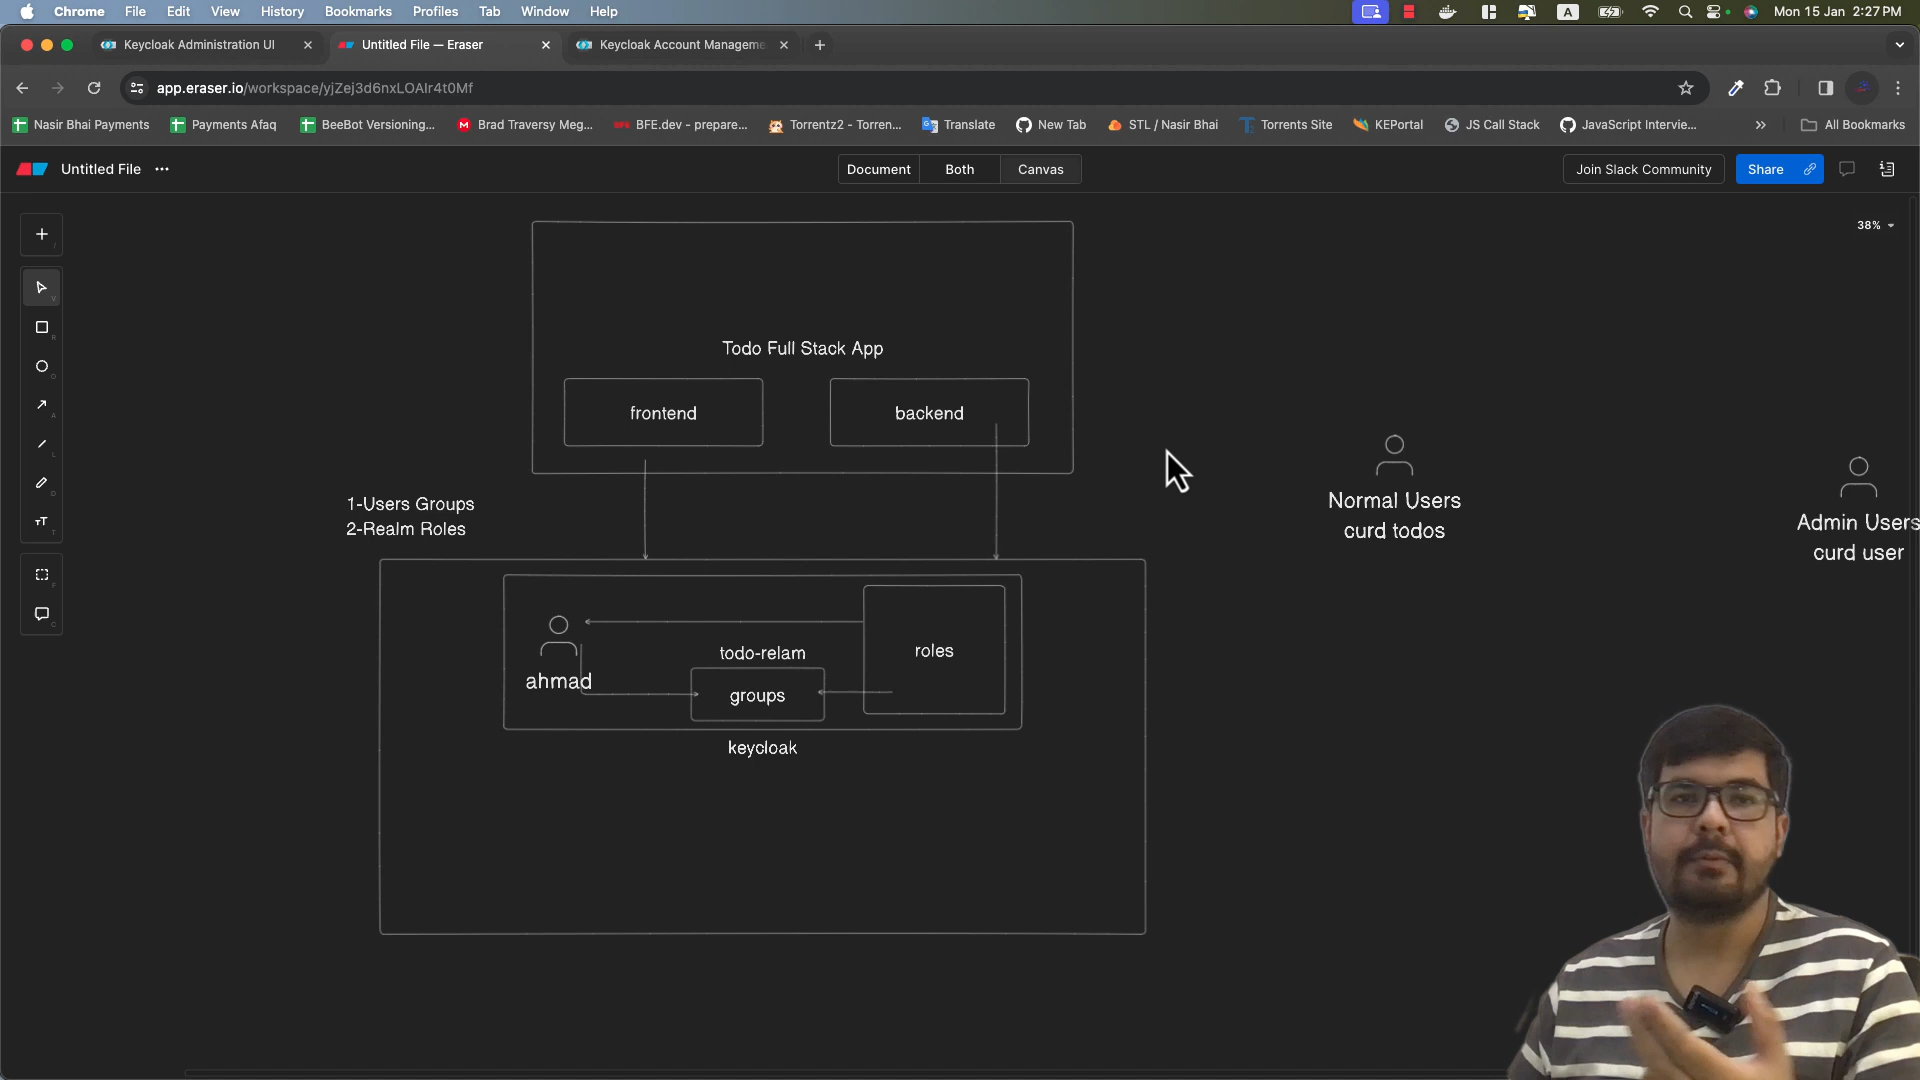 Chrome File Edit View History Bookmarks Profiles Tab Window Help
A
Mon 15 Jan 2:27 PM
Keycloak Administration UI
Untitled File — Eraser
Keycloak Account Manageme
app.eraser.io/workspace/yjZej3d6nxLOAlr4t0Mf
Nasir Bhai Payments
Payments Afaq
BeeBot Versioning...
Brad Traversy Meg...
BFE.dev - prepare...
Torrentz2 - Torren...
Translate
New Tab
STL / Nasir Bhai
Torrents Site
KEPortal
JS Call Stack
JavaScript Intervie...
All Bookmarks
Untitled File
Document Both Canvas
Join Slack Community
Share
38%
Todo Full Stack App
frontend
backend
1-Users Groups
2-Realm Roles
Normal Users
curd todos
Admin Users
curd user
roles
todo-relam
ahmad
groups
keycloak